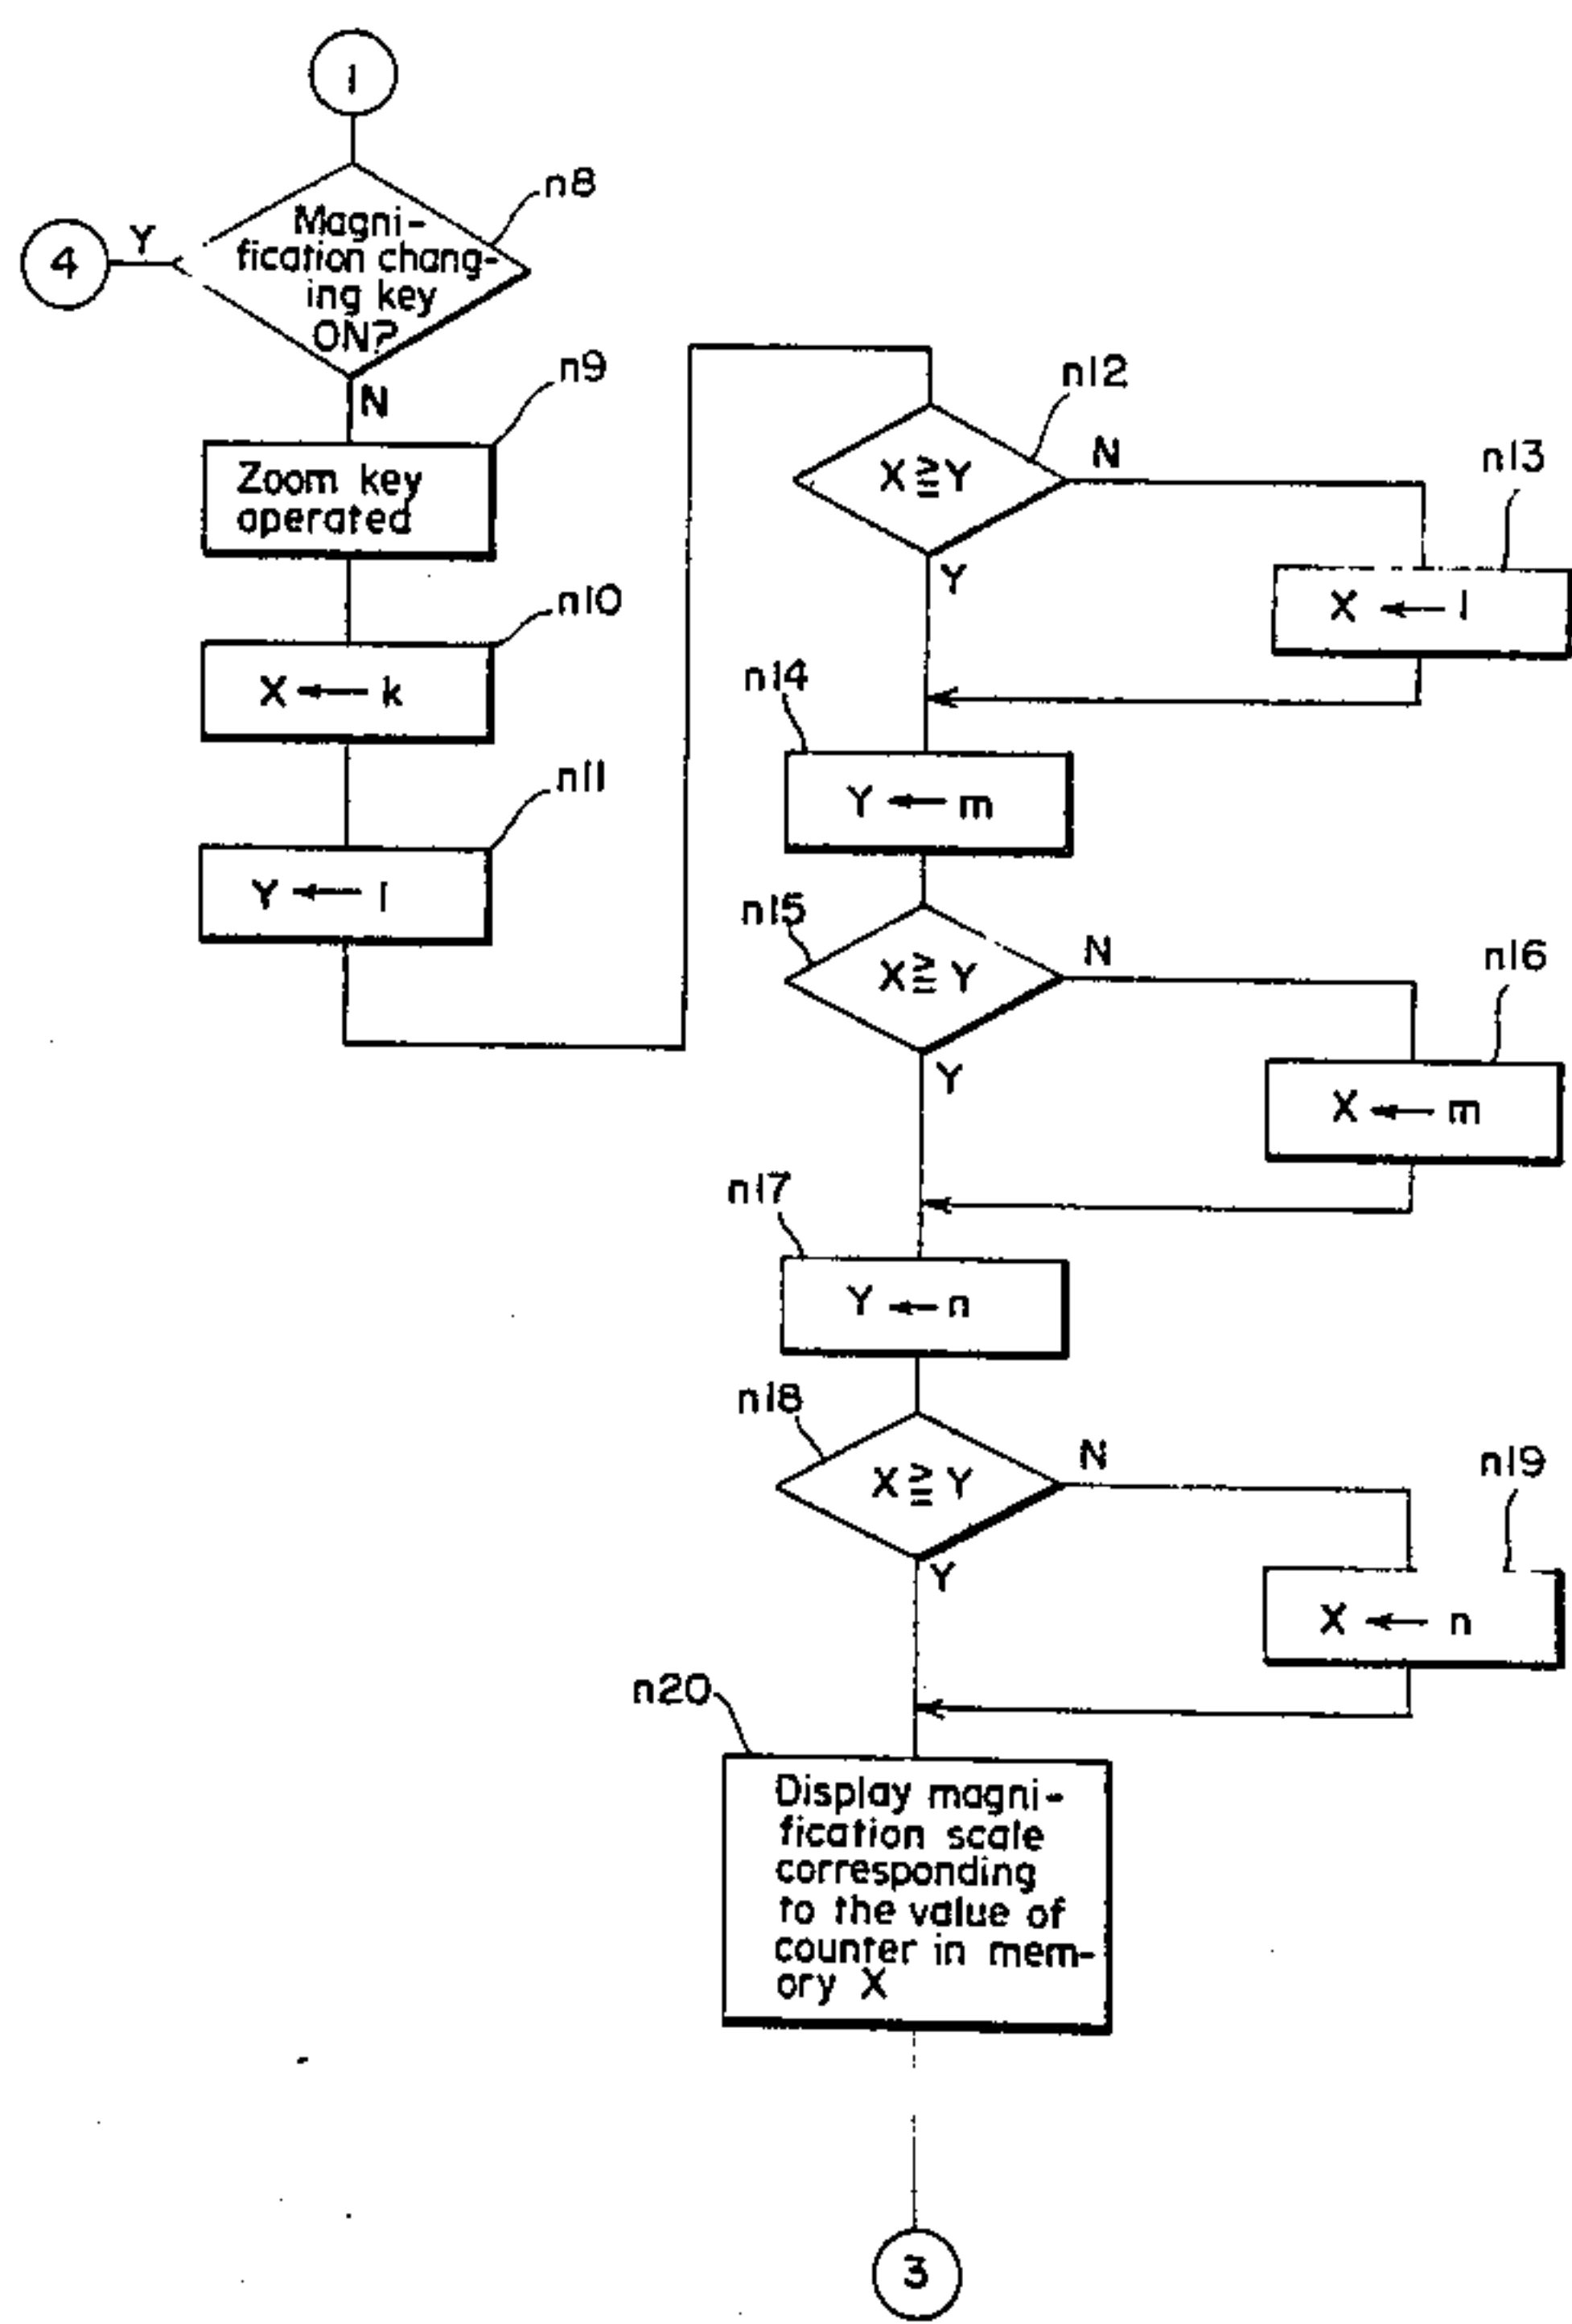 1
n8
4
Y
Magni-
fication chang-
ing key
ON?
N
n9
Zoom key
operated
n10
X ← k
n11
Y ← l
n12
X ≧ Y
N
Y
n13
X ← l
n14
Y ← m
n15
X ≧ Y
N
Y
n16
X ← m
n17
Y ← n
n18
X ≧ Y
N
Y
n19
X ← n
n20
Display magni-
fication scale
corresponding
to the value of
counter in mem-
ory X
3